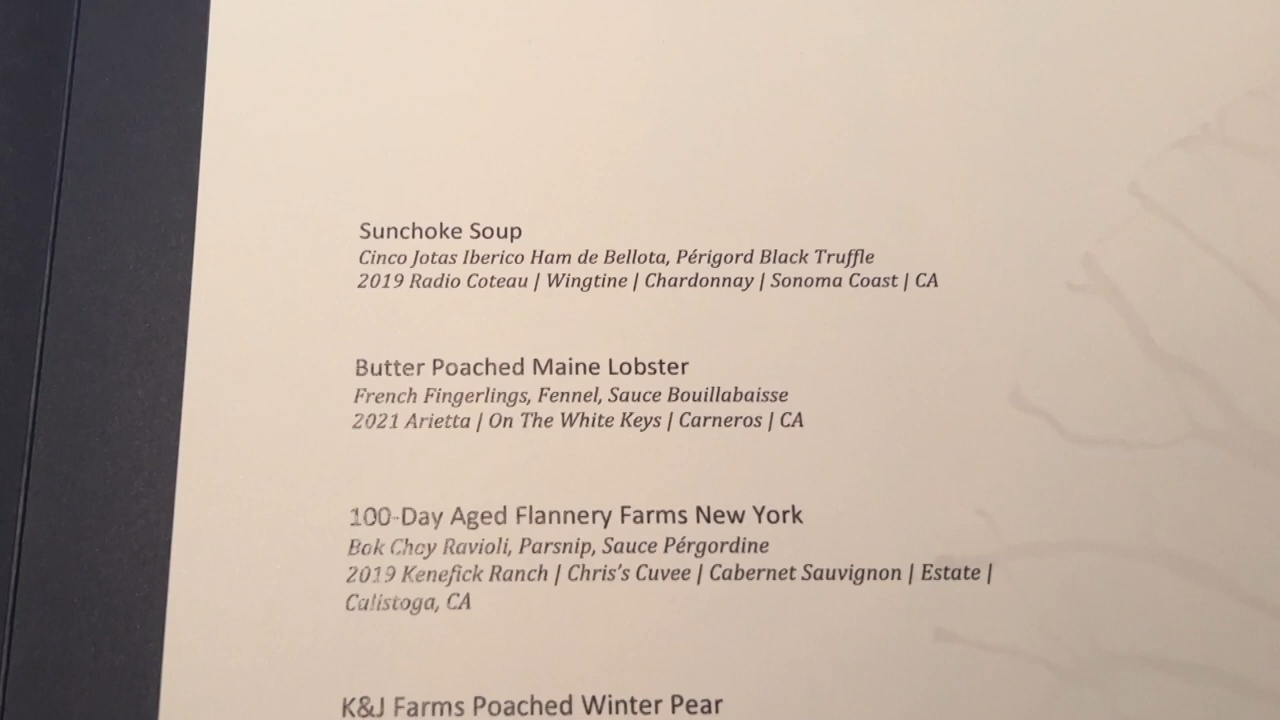 Sunchoke Soup
Cinco Jotas Iberico Ham de Bellota, Périgord Black Truffle
2019 Radio Coteau | Wingtine | Chardonnay | Sonoma Coast | CA
Butter Poached Maine Lobster
French Fingerlings, Fennel, Sauce Bouillabaisse
2021 Arietta | On The White Keys | Carneros | CA
100-Day Aged Flannery Farms New York
Bok Choy Ravioli, Parsnip, Sauce Pérgordine
2019 Kenefick Ranch | Chris's Cuvee | Cabernet Sauvignon | Estate |
Calistoga, CA
K&J Farms Poached Winter Pear